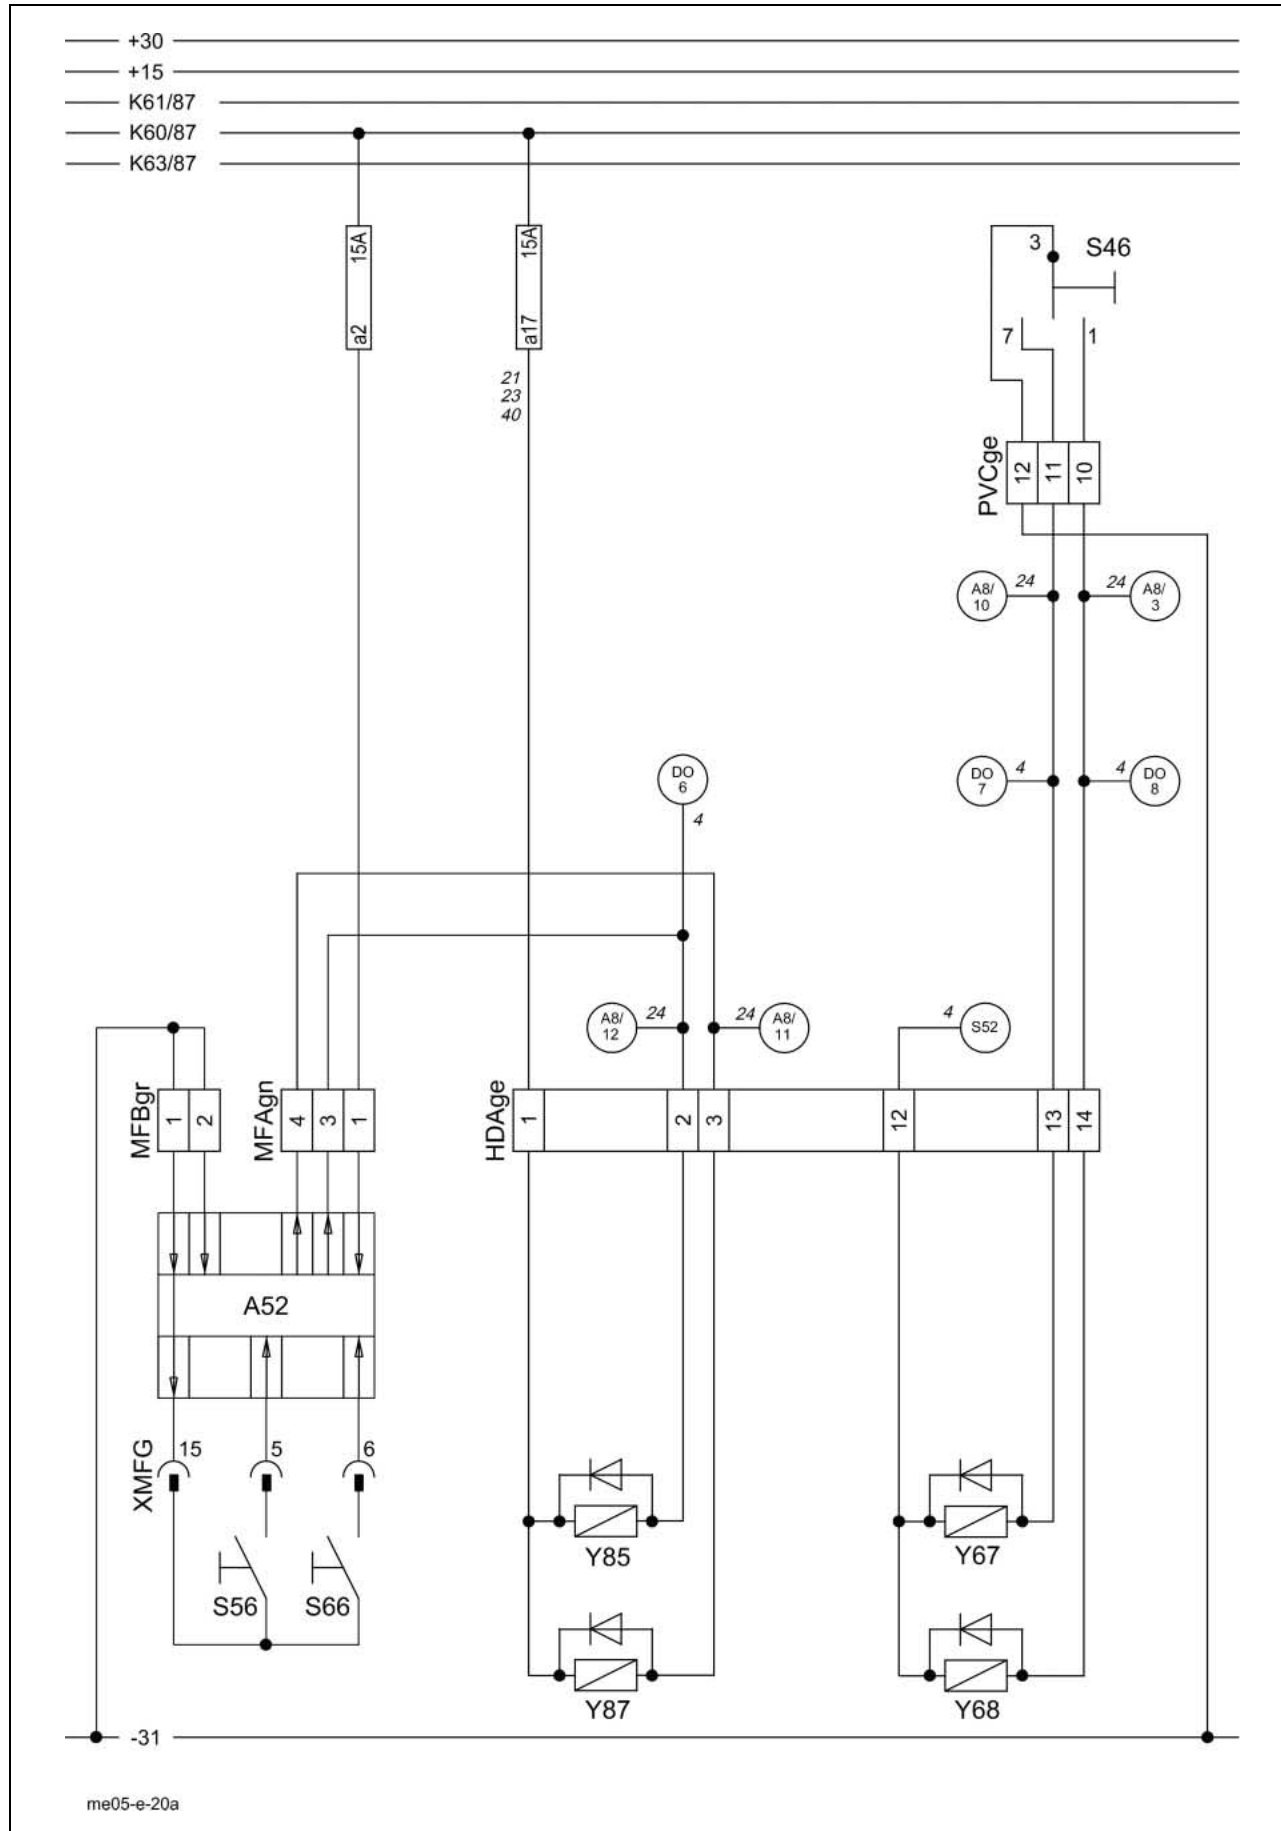 +30
+15
K61/87
K60/87
K63/87
15A
a2
15A
a17
21
23
40
3
S46
7
1
PVCge
12
11
10
A8/
10
24
24
A8/
3
DO
6
4
DO
7
4
4
DO
8
A8/
12
24
24
A8/
11
4
S52
MFBgr
1
2
MFAgn
4
3
1
HDAge
1
2
3
12
13
14
A52
XMFG
15
5
6
S56
S66
Y85
Y67
Y87
Y68
-31
me05-e-20a